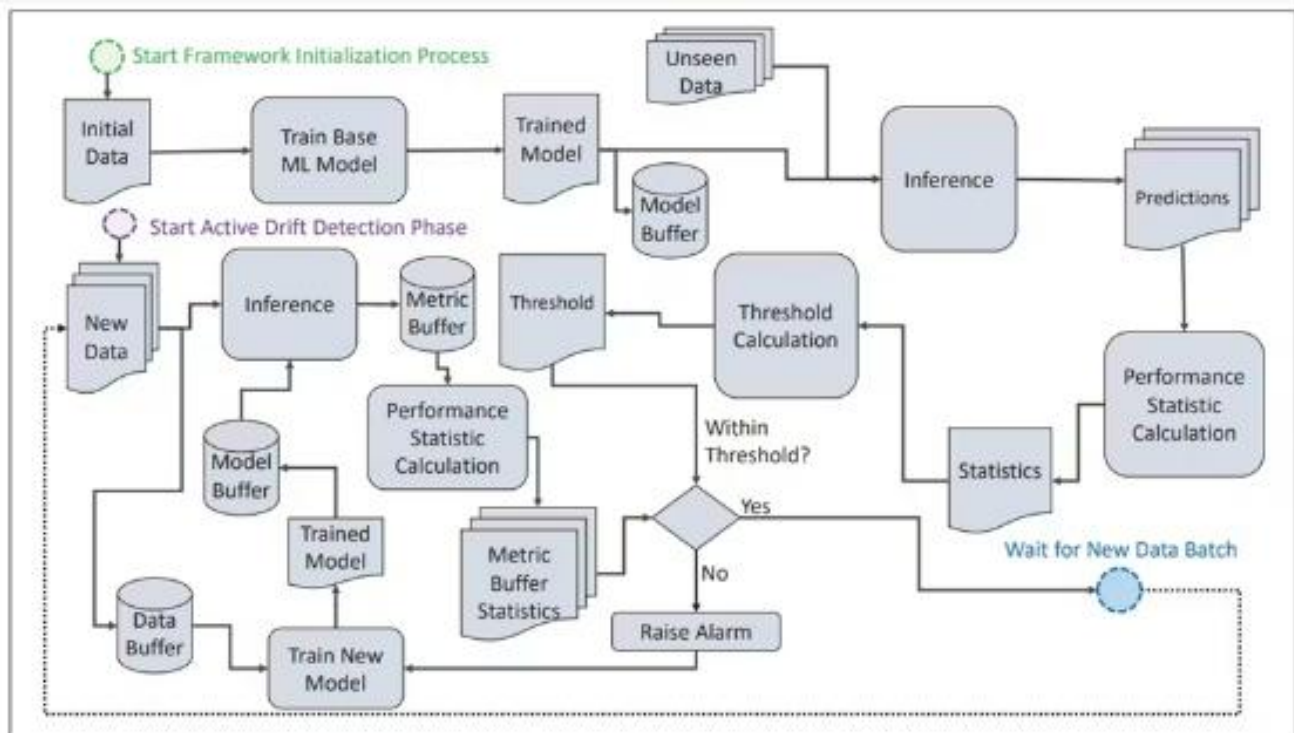 Start Framework Initialization Process
Unseen
Data
Initial
Data
Train Base
ML Model
Trained
Model
Model
Buffer
Inference
Predictions
Start Active Drift Detection Phase
New
Data
Inference
Metric
Buffer
Threshold
Threshold
Calculation
Performance
Statistic
Calculation
Performance
Statistic
Calculation
Within
Threshold?
Statistics
Model
Buffer
Trained
Model
Metric
Buffer
Statistics
Yes
No
Wait for New Data Batch
Data
Buffer
Train New
Model
Raise Alarm